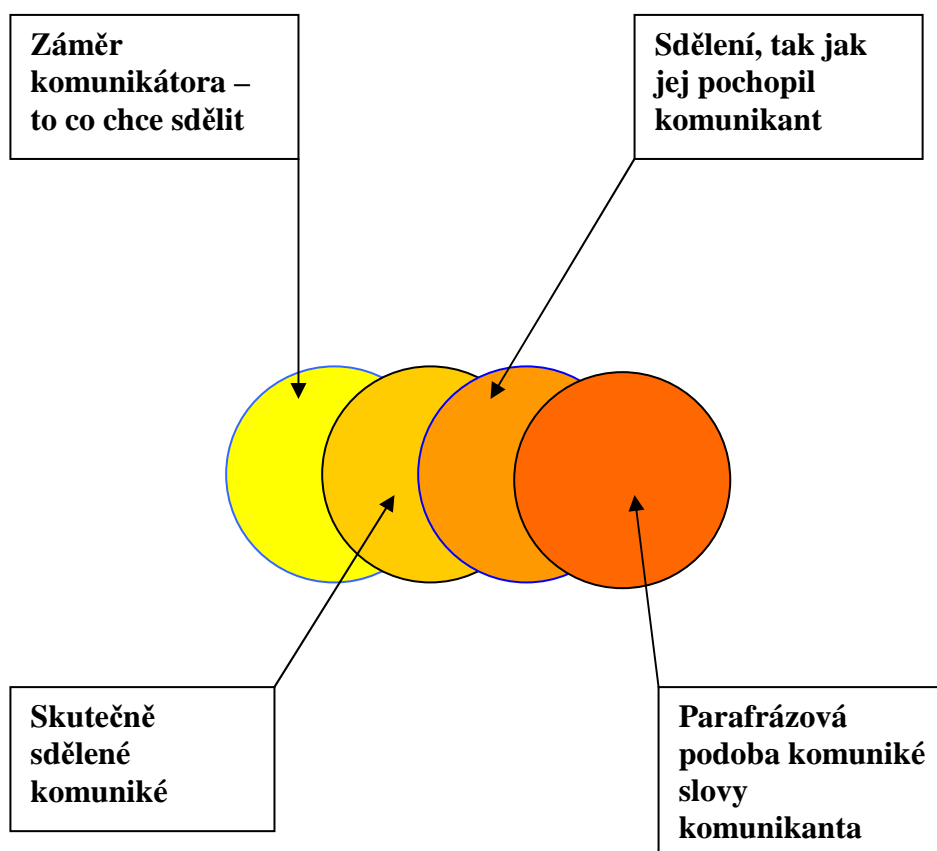 Záměr
komunikátora –
to co chce sdělit
Sdělení, tak jak
jej pochopil
komunikant
Skutečně
sdělené
komuniké
Parafrázová
podoba komuniké
slovy
komunikanta